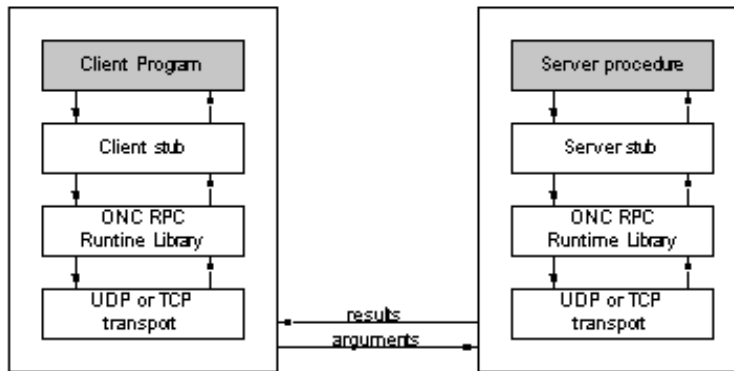 Client Program
Client stub
ONC RPC
Runtime Library
UDP or TCP
transport
results
arguments
Server procedure
Server stub
ONC RPC
Runtime Library
UDP or TCP
transport